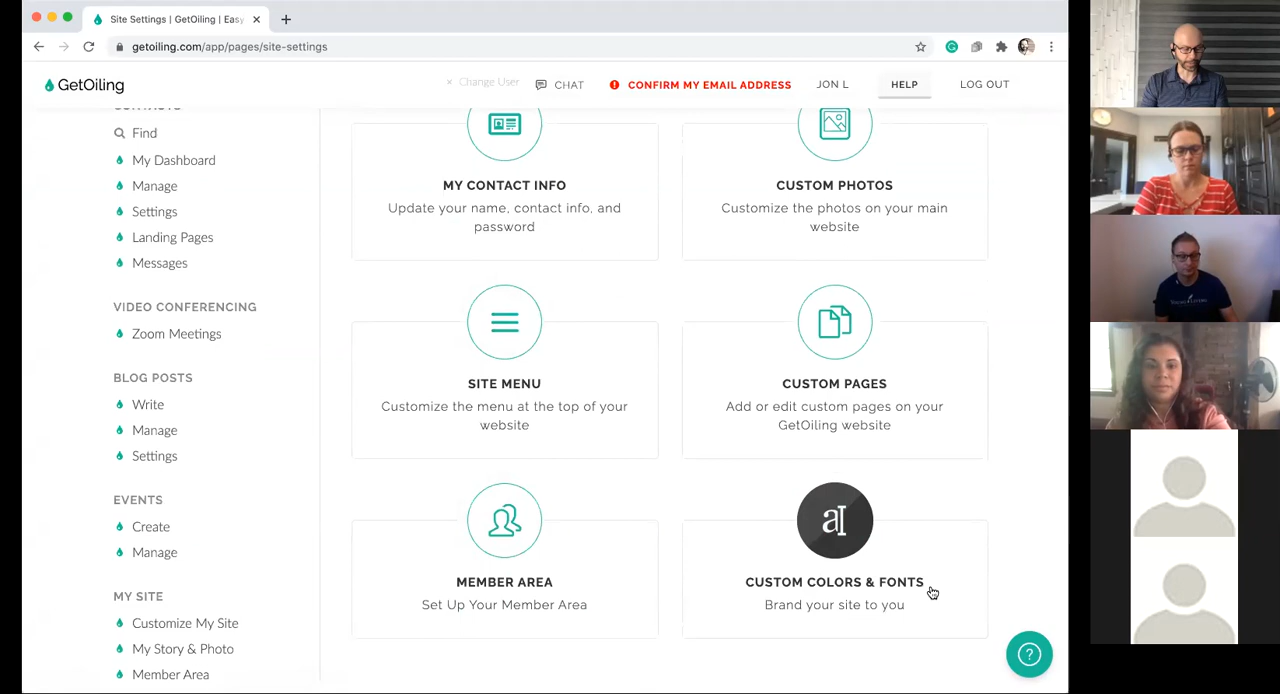 Site Settings | GetOiling | Easy
getoiling.com/app/pages/site-settings
GetOiling
× Change User
CHAT
CONFIRM MY EMAIL ADDRESS
JON L
HELP
LOG OUT
CONTACTS
Find
My Dashboard
Manage
Settings
Landing Pages
Messages
VIDEO CONFERENCING
Zoom Meetings
BLOG POSTS
Write
Manage
Settings
EVENTS
Create
Manage
MY SITE
Customize My Site
My Story & Photo
Member Area
MY CONTACT INFO
Update your name, contact info, and
password
CUSTOM PHOTOS
Customize the photos on your main
website
SITE MENU
Customize the menu at the top of your
website
CUSTOM PAGES
Add or edit custom pages on your
GetOiling website
MEMBER AREA
Set Up Your Member Area
aI
CUSTOM COLORS & FONTS
Brand your site to you
?